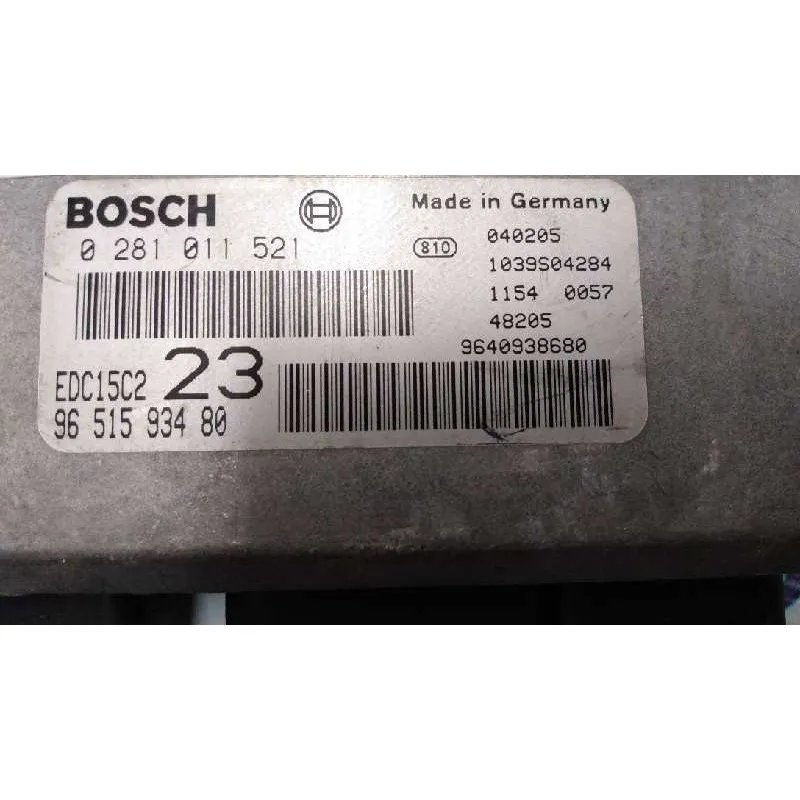 BOSCH
Made in Germany
0 281 011 521
810
040205
1039S04284
1154 0057
48205
9640938680
EDC15C2
23
96 515 934 80